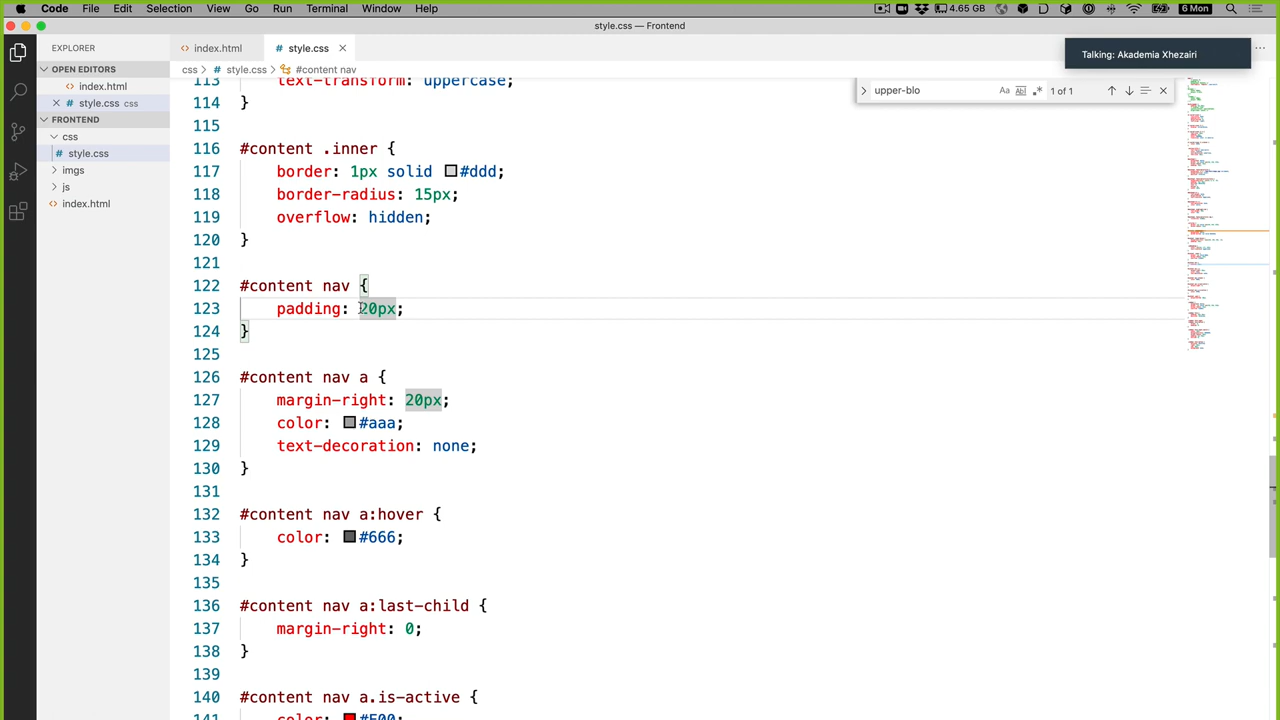 Code File Edit Selection View Go Run Terminal Window Help 4.65 GB 6 Mon
style.css — Frontend
EXPLORER
index.html
style.css
Talking: Akademia Xhezairi
OPEN EDITORS
css > # style.css > #content nav
index.html
style.css css
upper-blo
Aa
1 of 1
FRONTEND
css
style.css
imgs
js
index.html
113 text-transform: uppercase;
114 }
115
116 #content .inner {
117 border: 1px solid #ddd;
118 border-radius: 15px;
119 overflow: hidden;
120 }
121
122 #content nav {
123 padding: 20px;
124 }
125
126 #content nav a {
127 margin-right: 20px;
128 color: #aaa;
129 text-decoration: none;
130 }
131
132 #content nav a:hover {
133 color: #666;
134 }
135
136 #content nav a:last-child {
137 margin-right: 0;
138 }
139
140 #content nav a.is-active {
141 color: #E00;